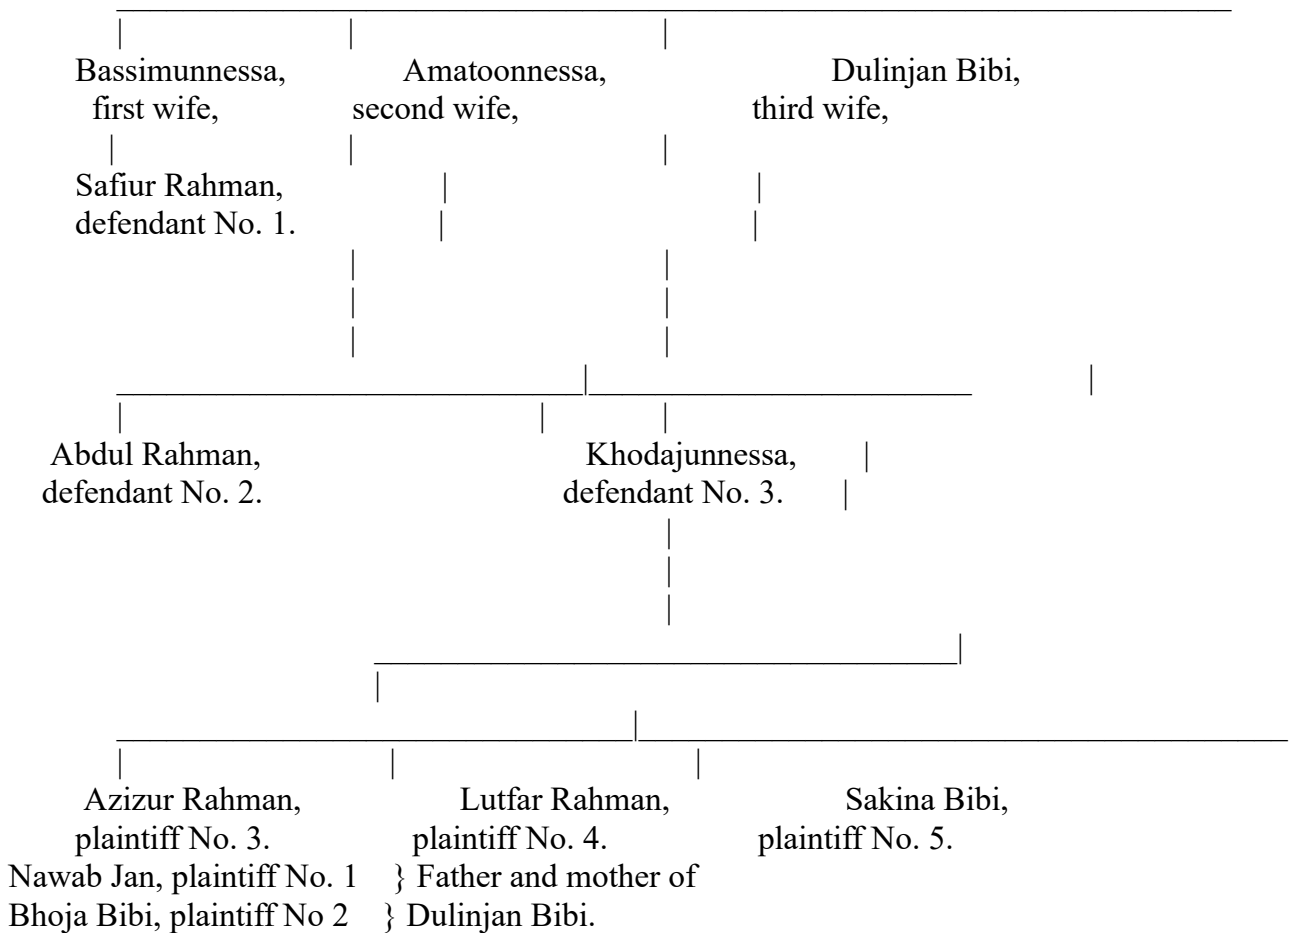 Bassimunnessa, Amatoonnessa, Dulinjan Bibi,
first wife, second wife, third wife,
Safiur Rahman,
defendant No. 1.
Abdul Rahman, Khodajunnessa,
defendant No. 2. defendant No. 3.
Azizur Rahman, Lutfar Rahman, Sakina Bibi,
plaintiff No. 3. plaintiff No. 4. plaintiff No. 5.
Nawab Jan, plaintiff No. 1 } Father and mother of
Bhoja Bibi, plaintiff No 2 } Dulinjan Bibi.